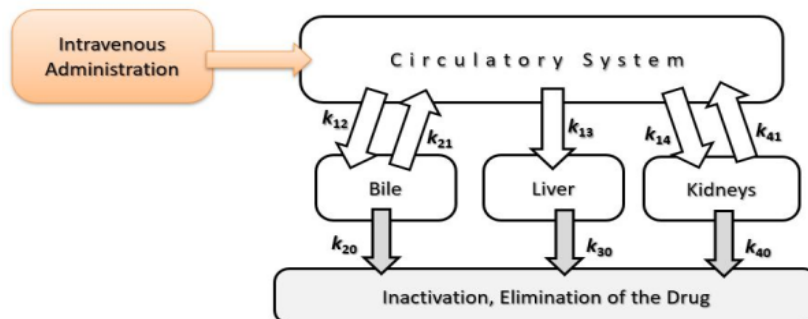 Intravenous
Administration
Circulatory System
k12
k21
k13
k14
k41
Bile
Liver
Kidneys
k20
k30
k40
Inactivation, Elimination of the Drug